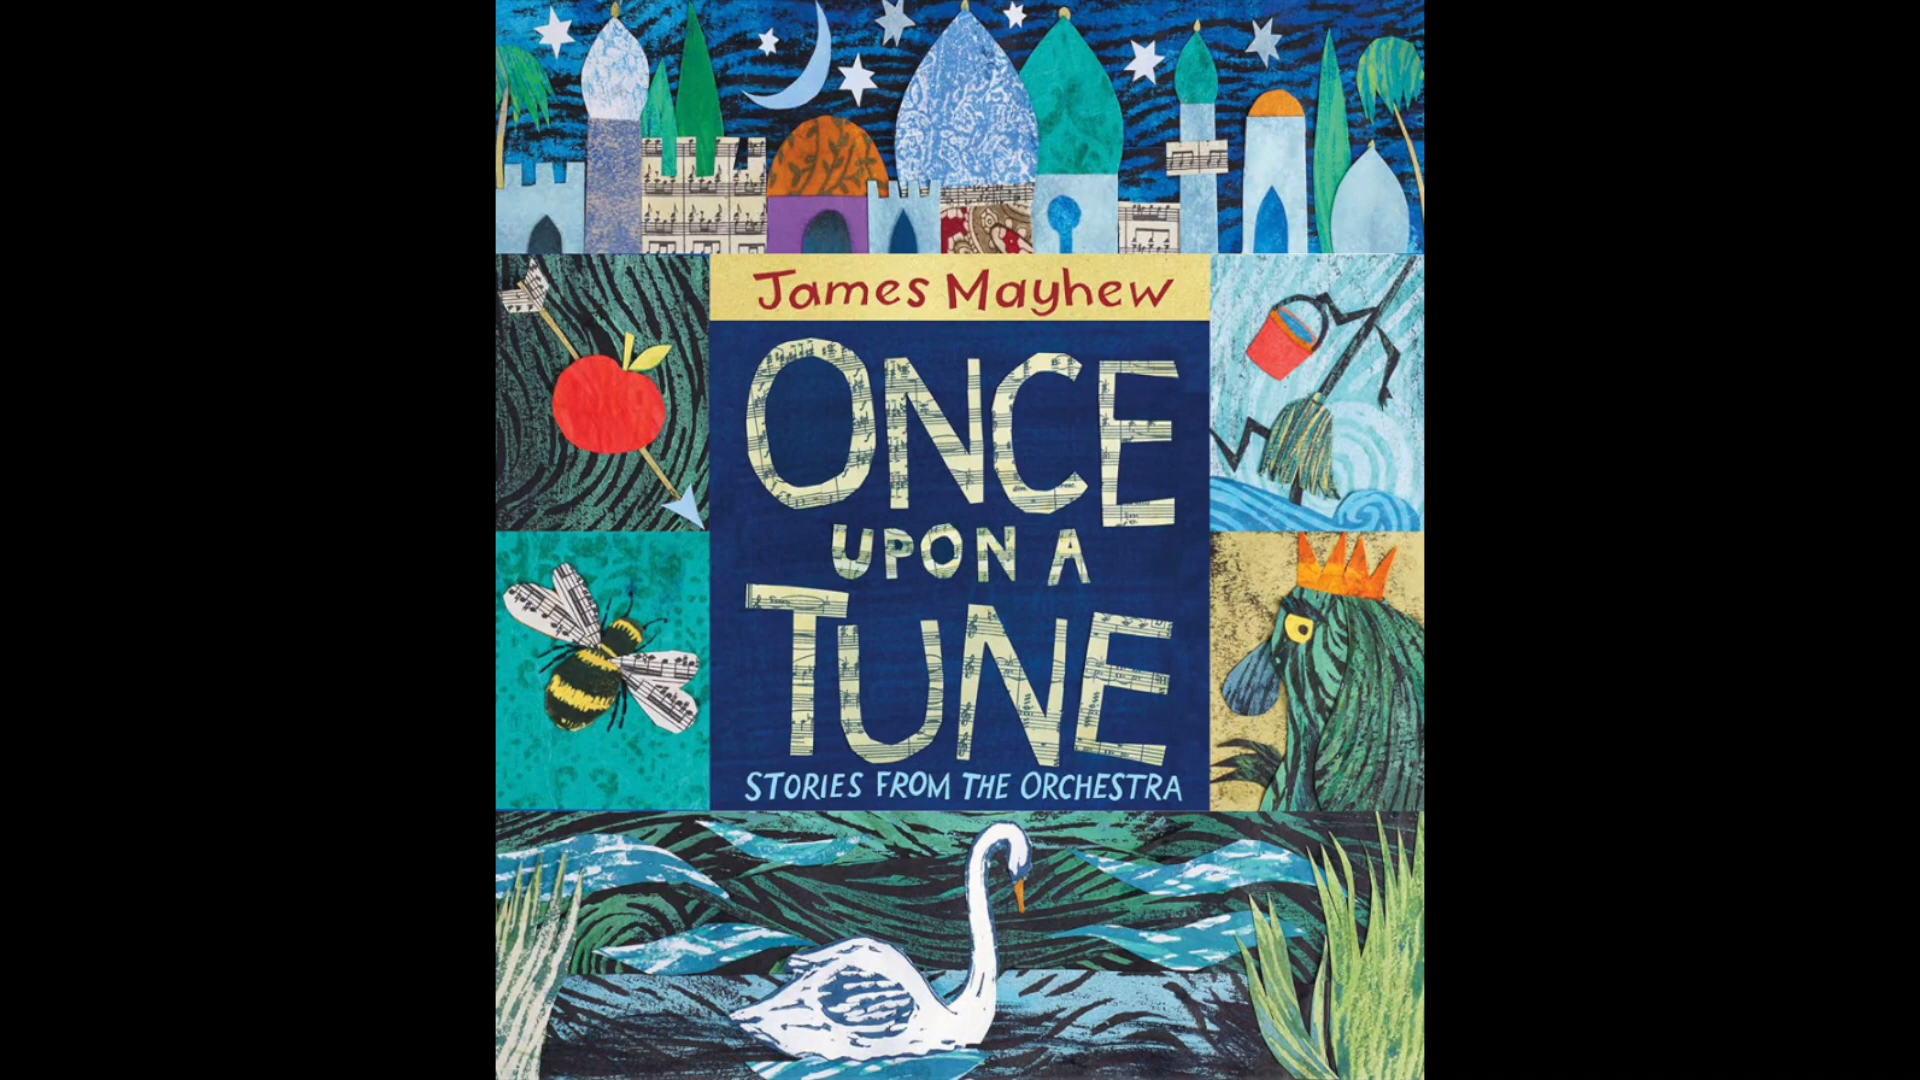 James Mayhew
ONCE
UPON A
TUNE
STORIES FROM THE ORCHESTRA